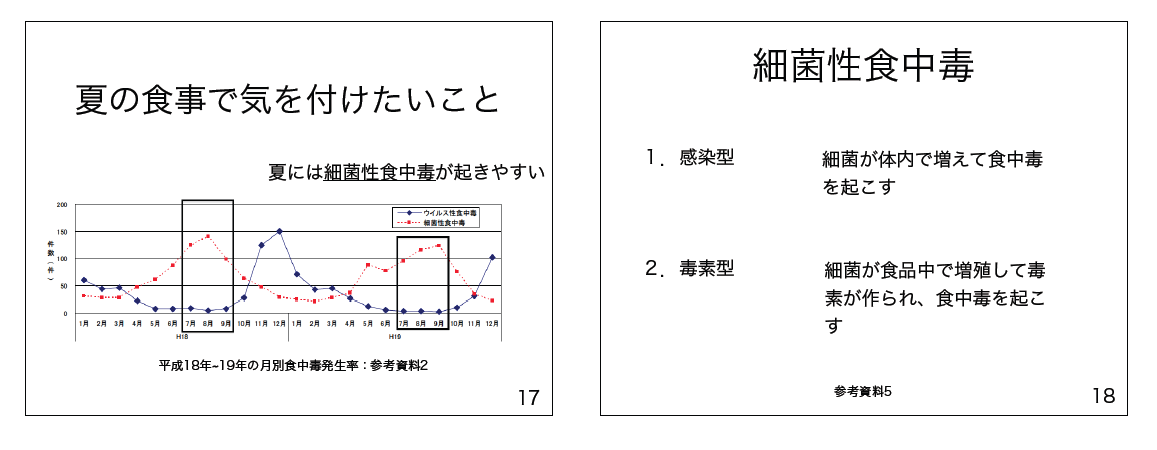 夏の食事で気を付けたいこと
夏には細菌性食中毒が起きやすい
200
150
100
50
0
件数(件)
ウイルス性食中毒
細菌性食中毒
1月 2月 3月 4月 5月 6月 7月 8月 9月 10月 11月 12月 1月 2月 3月 4月 5月 6月 7月 8月 9月 10月 11月 12月
H18 H19
平成18年~19年の月別食中毒発生率：参考資料2
17
細菌性食中毒
1．感染型 細菌が体内で増えて食中毒
を起こす
2．毒素型 細菌が食品中で増殖して毒
素が作られ、食中毒を起こ
す
参考資料5
18